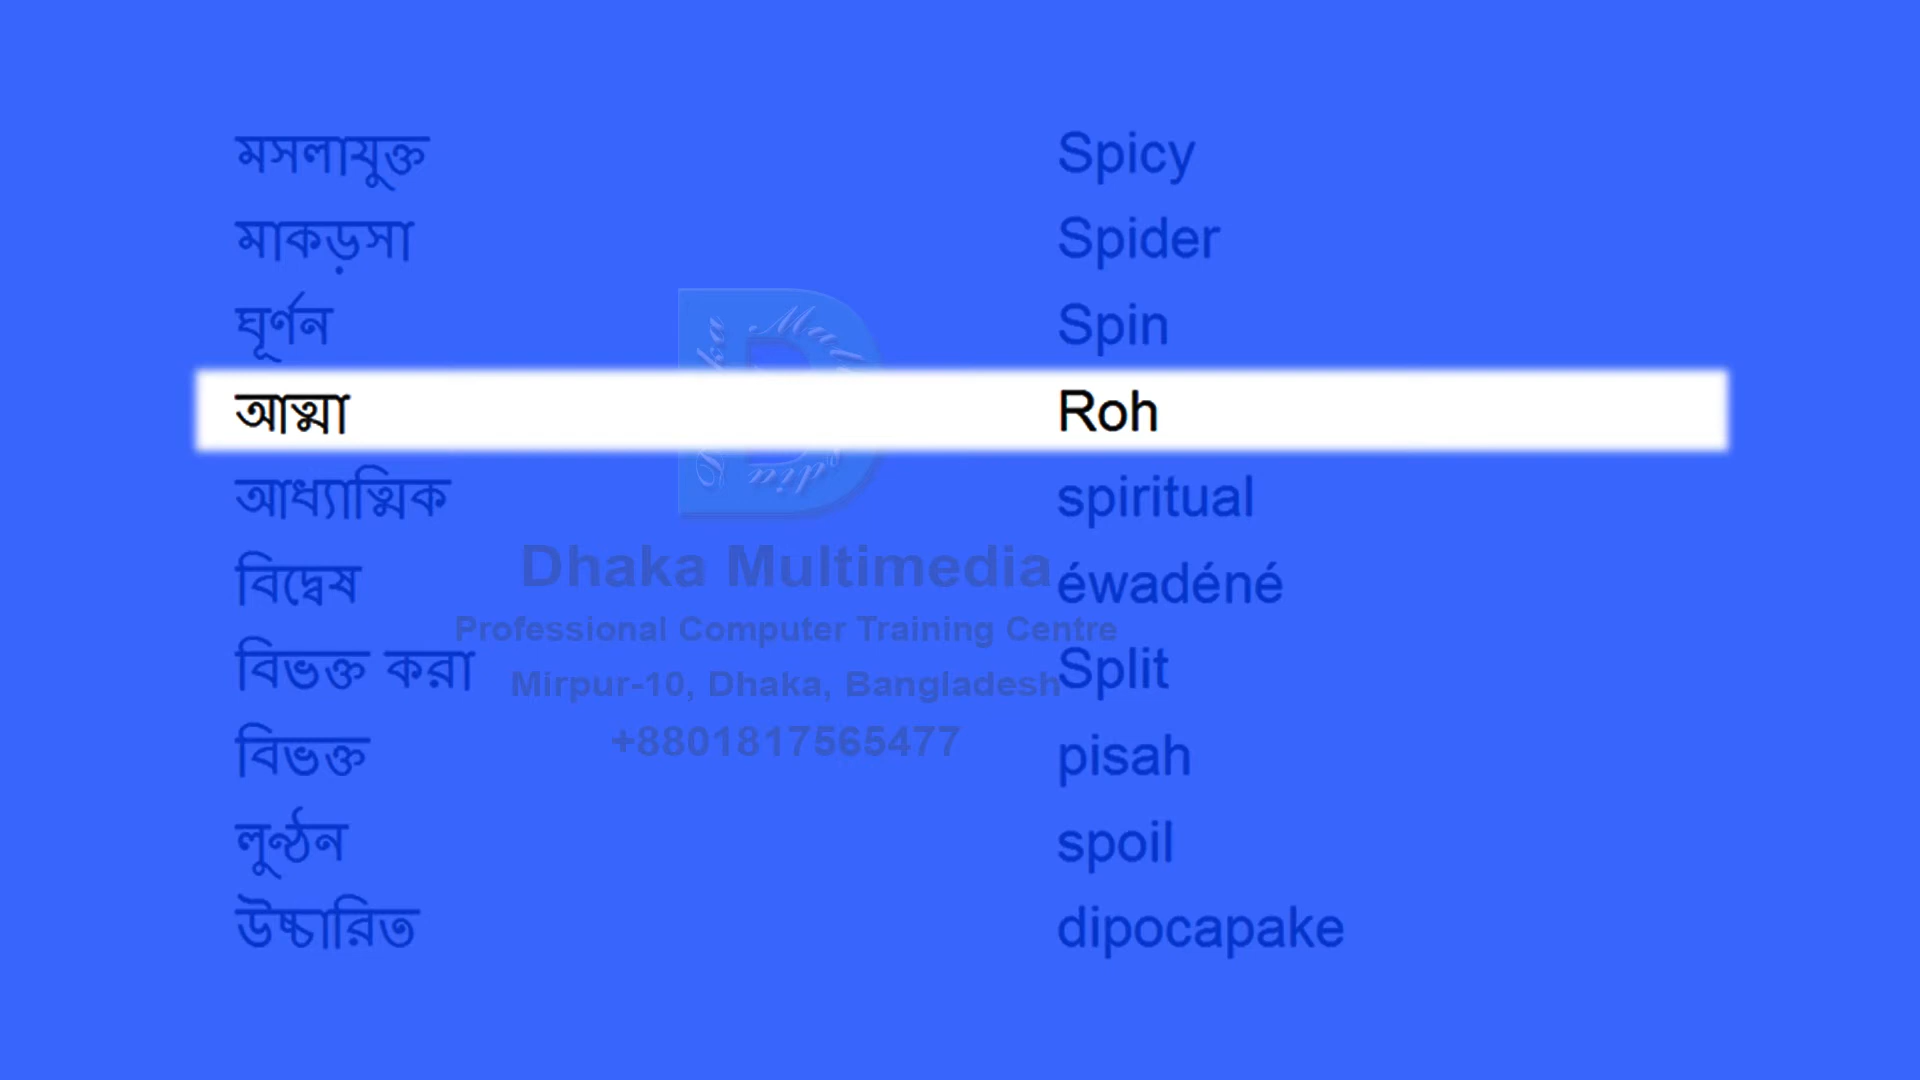 মসলাযুক্ত Spicy
মাকড়সা Spider
ঘূর্ণন Spin
আত্মা Roh
আধ্যাত্মিক spiritual
বিদ্বেষ éwadéné
বিভক্ত করা Split
বিভক্ত pisah
লুন্ঠন spoil
উচ্চারিত dipocapake
Dhaka Multimedia
Professional Computer Training Centre
Mirpur-10, Dhaka, Bangladesh
+8801817565477